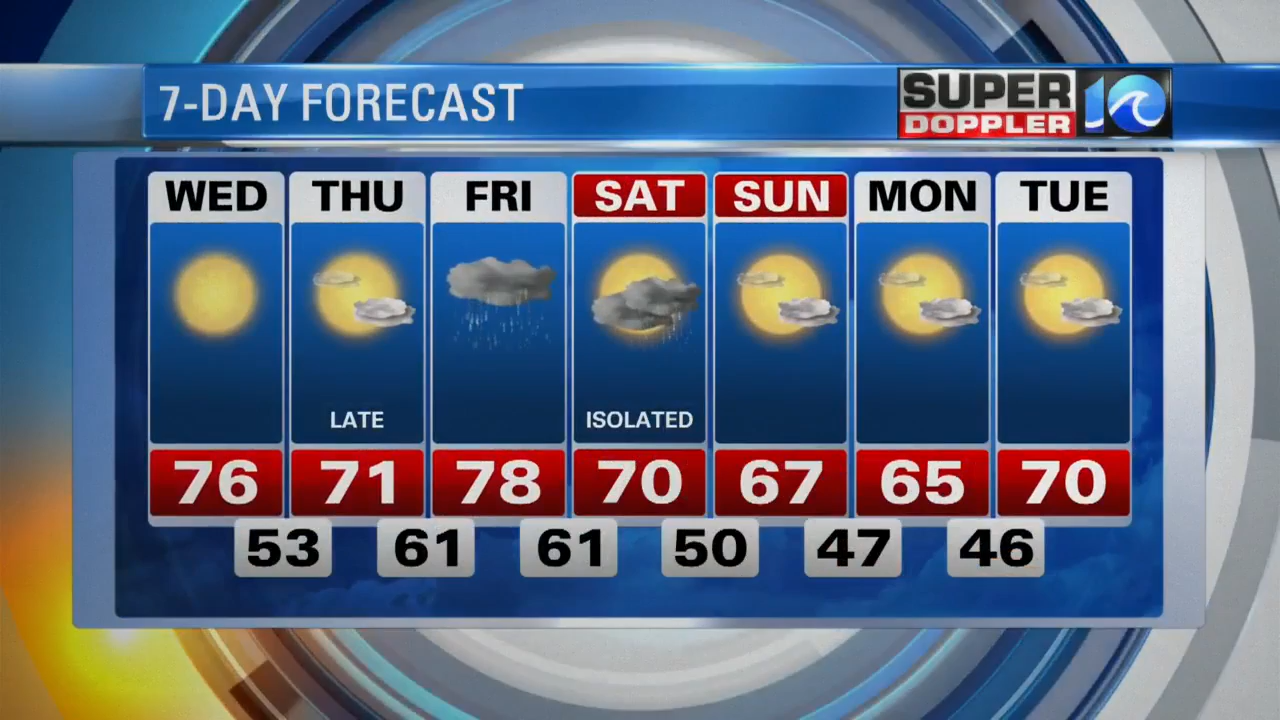 7-DAY FORECAST
SUPER
DOPPLER
10
WED THU FRI SAT SUN MON TUE
LATE ISOLATED
76 71 78 70 67 65 70
53 61 61 50 47 46